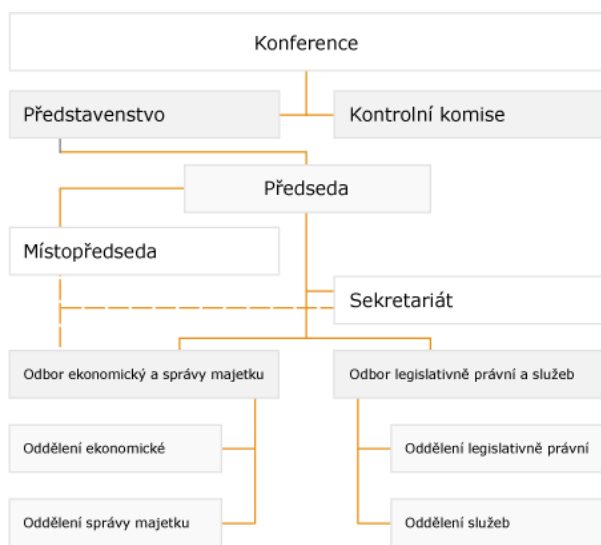 Konference
Představenstvo
Kontrolní komise
Předseda
Místopředseda
Sekretariát
Odbor ekonomický a správy majetku
Odbor legislativně právní a služeb
Oddělení ekonomické
Oddělení legislativně právní
Oddělení správy majetku
Oddělení služeb